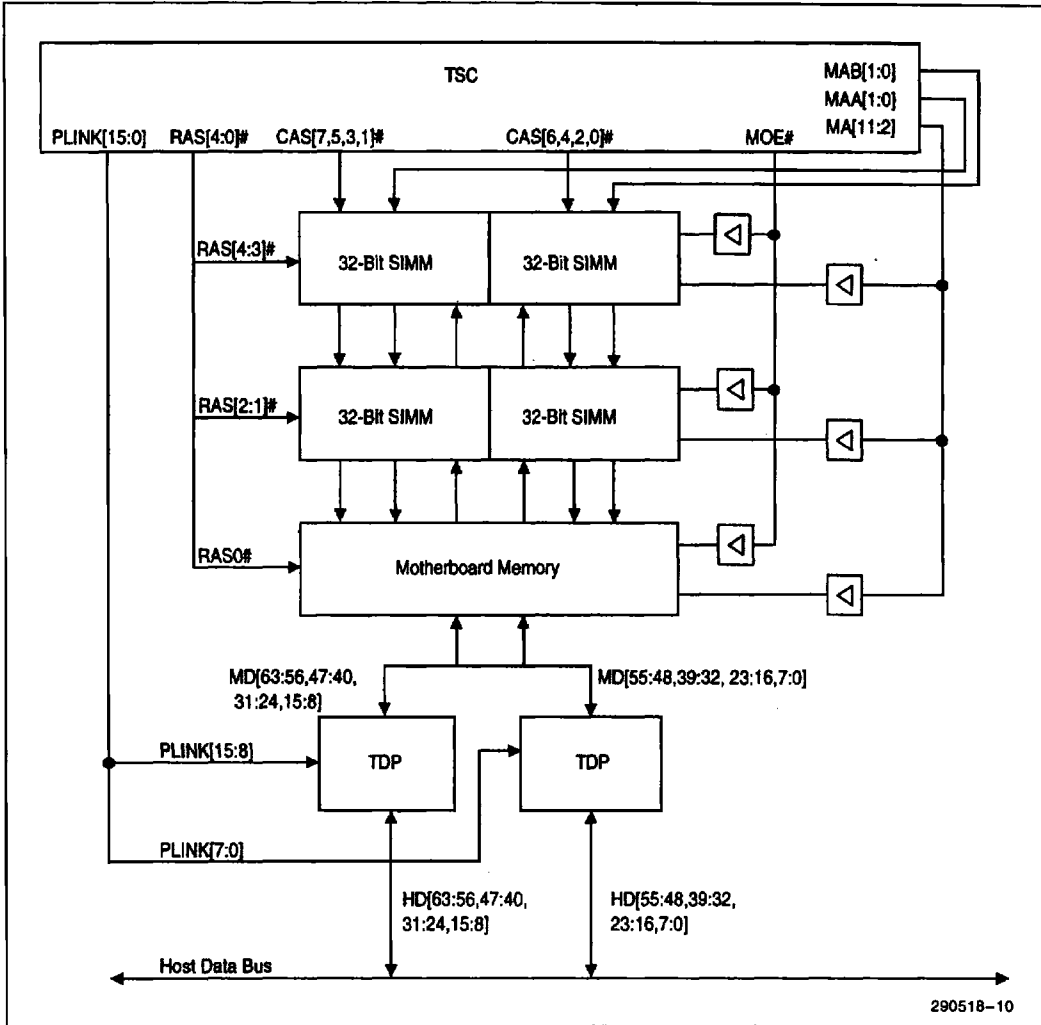 TSC
MAB[1:0]
MAA[1:0]
MA[11:2]
PLINK[15:0]
RAS[4:0]#
CAS[7,5,3,1]#
CAS[6,4,2,0]#
MOE#
RAS[4:3]#
32-Bit SIMM
32-Bit SIMM
RAS[2:1]#
32-Bit SIMM
32-Bit SIMM
RAS0#
Motherboard Memory
MD[63:56,47:40,
31:24,15:8]
MD[55:48,39:32, 23:16,7:0]
PLINK[15:8]
TDP
TDP
PLINK[7:0]
HD[63:56,47:40,
31:24,15:8]
HD[55:48,39:32,
23:16,7:0]
Host Data Bus
290518–10